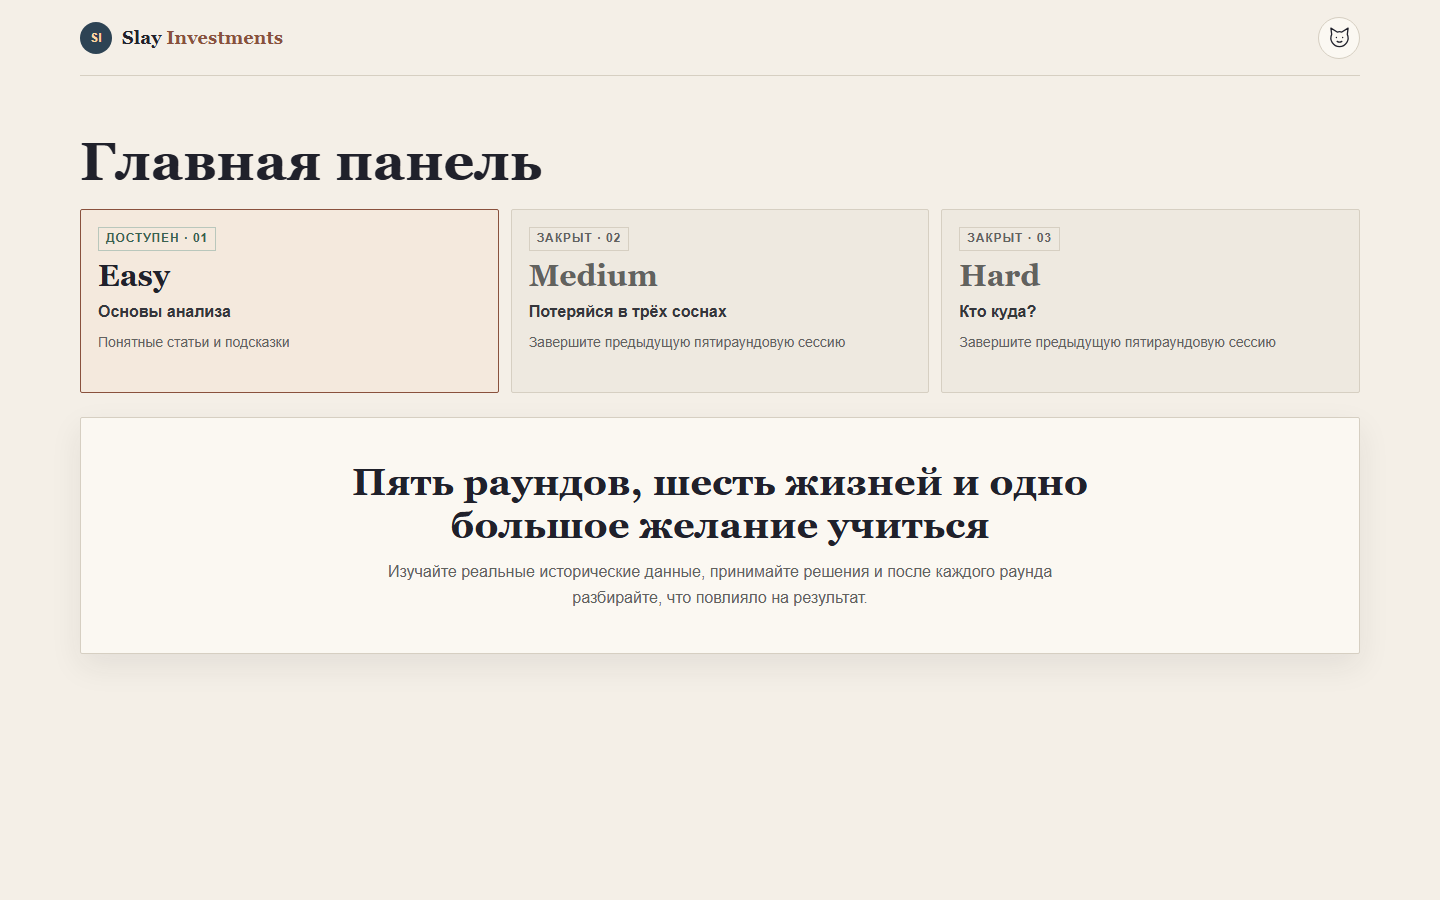 SI
Slay Investments
Главная панель
ДОСТУПЕН · 01
Easy
Основы анализа
Понятные статьи и подсказки
ЗАКРЫТ · 02
Medium
Потеряйся в трёх соснах
Завершите предыдущую пятираундовую сессию
ЗАКРЫТ · 03
Hard
Кто куда?
Завершите предыдущую пятираундовую сессию
Пять раундов, шесть жизней и одно
большое желание учиться
Изучайте реальные исторические данные, принимайте решения и после каждого раунда
разбирайте, что повлияло на результат.